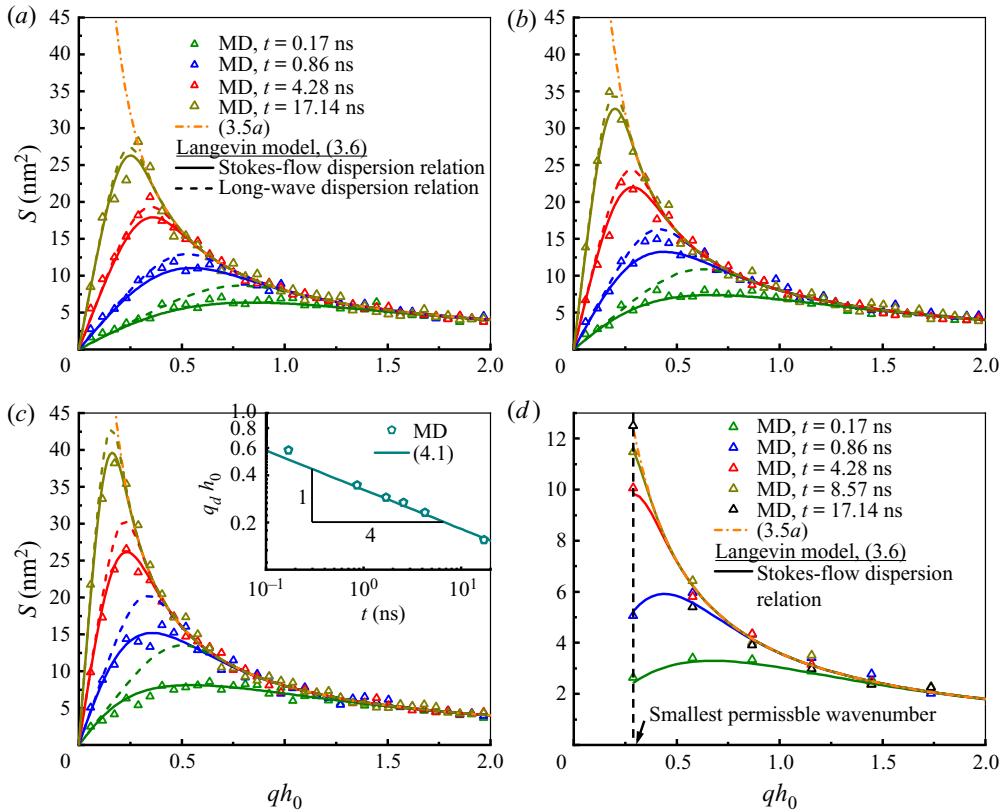 (a)
45
40
35
30
25
20
15
10
5
0
0.5
1.0
1.5
2.0
S (nm²)
MD, t = 0.17 ns
MD, t = 0.86 ns
MD, t = 4.28 ns
MD, t = 17.14 ns
(3.5a)
Langevin model, (3.6)
Stokes-flow dispersion relation
Long-wave dispersion relation
(b)
45
40
35
30
25
20
15
10
5
0
0.5
1.0
1.5
2.0
(c)
45
40
35
30
25
20
15
10
5
0
0.5
1.0
1.5
2.0
S (nm²)
qh₀
1.0
0.4
0.2
q_d h₀
MD
(4.1)
1
4
10⁻¹
10⁰
10¹
t (ns)
(d)
12
10
8
6
4
2
0
0.5
1.0
1.5
2.0
qh₀
MD, t = 0.17 ns
MD, t = 0.86 ns
MD, t = 4.28 ns
MD, t = 8.57 ns
MD, t = 17.14 ns
(3.5a)
Langevin model, (3.6)
Stokes-flow dispersion
relation
Smallest permissble wavenumber